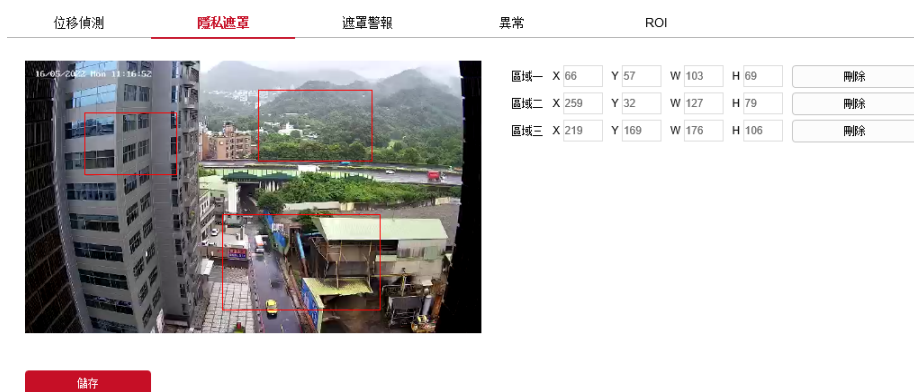 位移偵測 隱私遮罩 遮罩警報 異常 ROI
16/05/2022 Mon 11:16:52
區域一 X 66 Y 57 W 103 H 69 刪除
區域二 X 259 Y 32 W 127 H 79 刪除
區域三 X 219 Y 169 W 176 H 106 刪除
儲存